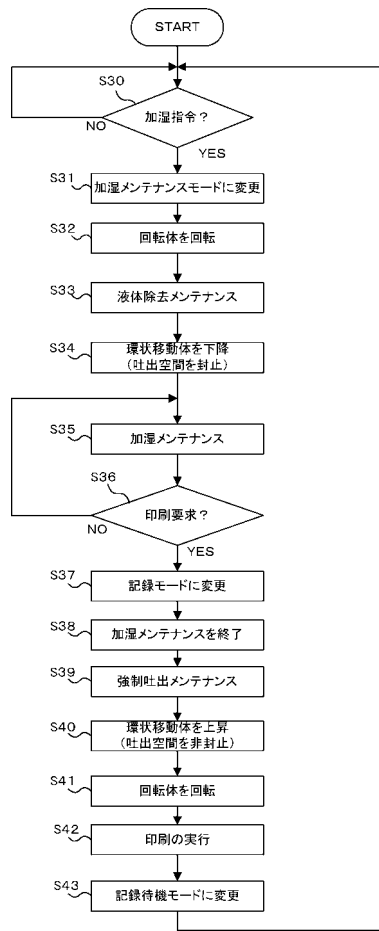 START
S30
加湿指令？
NO
YES
S31
加湿メンテナンスモードに変更
S32
回転体を回転
S33
液体除去メンテナンス
S34
環状移動体を下降
(吐出空間を封止)
S35
加湿メンテナンス
S36
印刷要求？
NO
YES
S37
記録モードに変更
S38
加湿メンテナンスを終了
S39
強制吐出メンテナンス
S40
環状移動体を上昇
(吐出空間を非封止)
S41
回転体を回転
S42
印刷の実行
S43
記録待機モードに変更